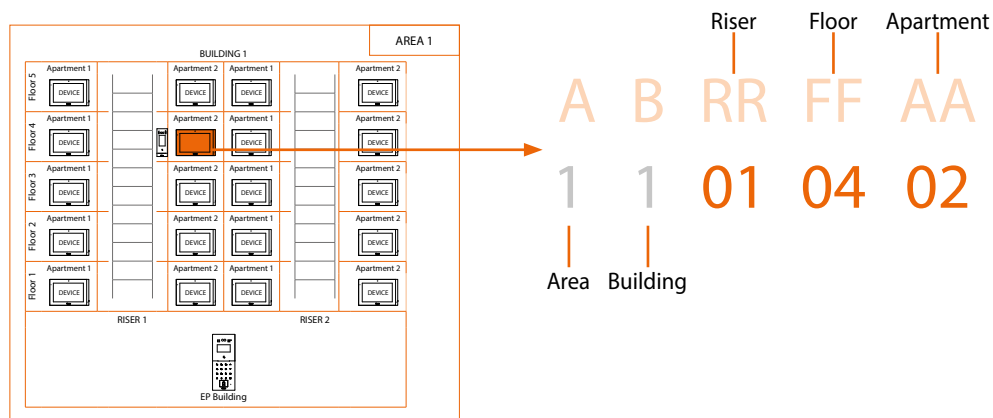 AREA 1
BUILDING 1
Floor 5
Apartment 1
Apartment 2
Apartment 1
Apartment 2
DEVICE
DEVICE
DEVICE
DEVICE
Floor 4
Apartment 1
Apartment 2
Apartment 1
Apartment 2
DEVICE
DEVICE
DEVICE
Floor 3
Apartment 1
Apartment 2
Apartment 1
Apartment 2
DEVICE
DEVICE
DEVICE
DEVICE
Floor 2
Apartment 1
Apartment 2
Apartment 1
Apartment 2
DEVICE
DEVICE
DEVICE
DEVICE
Floor 1
Apartment 1
Apartment 2
Apartment 1
Apartment 2
DEVICE
DEVICE
DEVICE
DEVICE
RISER 1
RISER 2
EP Building
Riser Floor Apartment
A B RR FF AA
1 1 01 04 02
Area Building